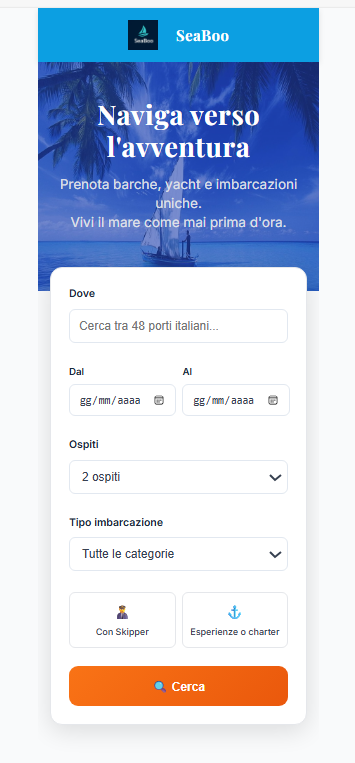 SeaBoo
SeaBoo
Naviga verso
l'avventura
Prenota barche, yacht e imbarcazioni
uniche.
Vivi il mare come mai prima d'ora.
Dove
Cerca tra 48 porti italiani...
Dal Al
gg/mm/aaaa gg/mm/aaaa
Ospiti
2 ospiti
Tipo imbarcazione
Tutte le categorie
Con Skipper Esperienze o charter
Cerca